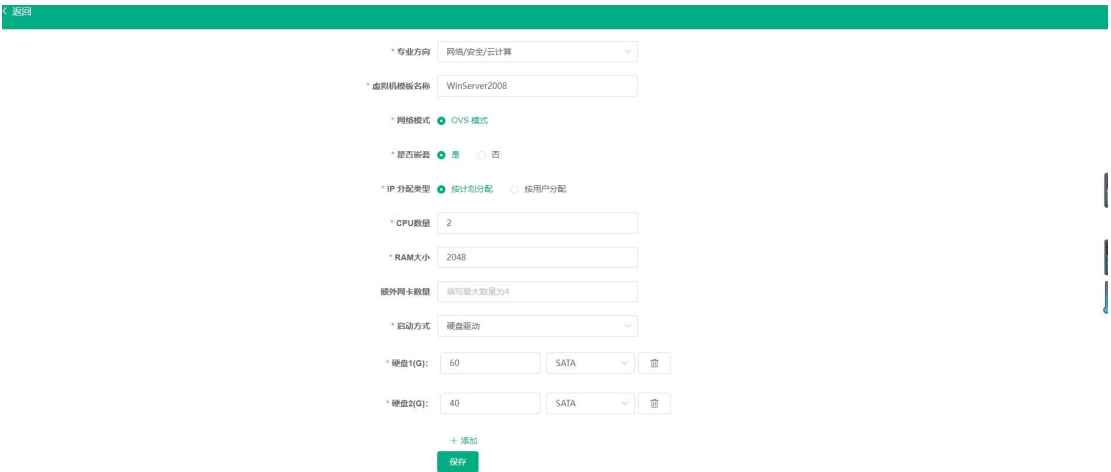 < 返回
* 专业方向 网络/安全/云计算
* 虚拟机模板名称 WinServer2008
* 网络模式 OVS 模式
* 是否嵌套 是 否
* IP 分配类型 按计划分配 按用户分配
* CPU数量 2
* RAM大小 2048
额外网卡数量 填写最大数量为4
* 启动方式 硬盘驱动
* 硬盘1(G): 60 SATA
* 硬盘2(G): 40 SATA
+ 添加
保存